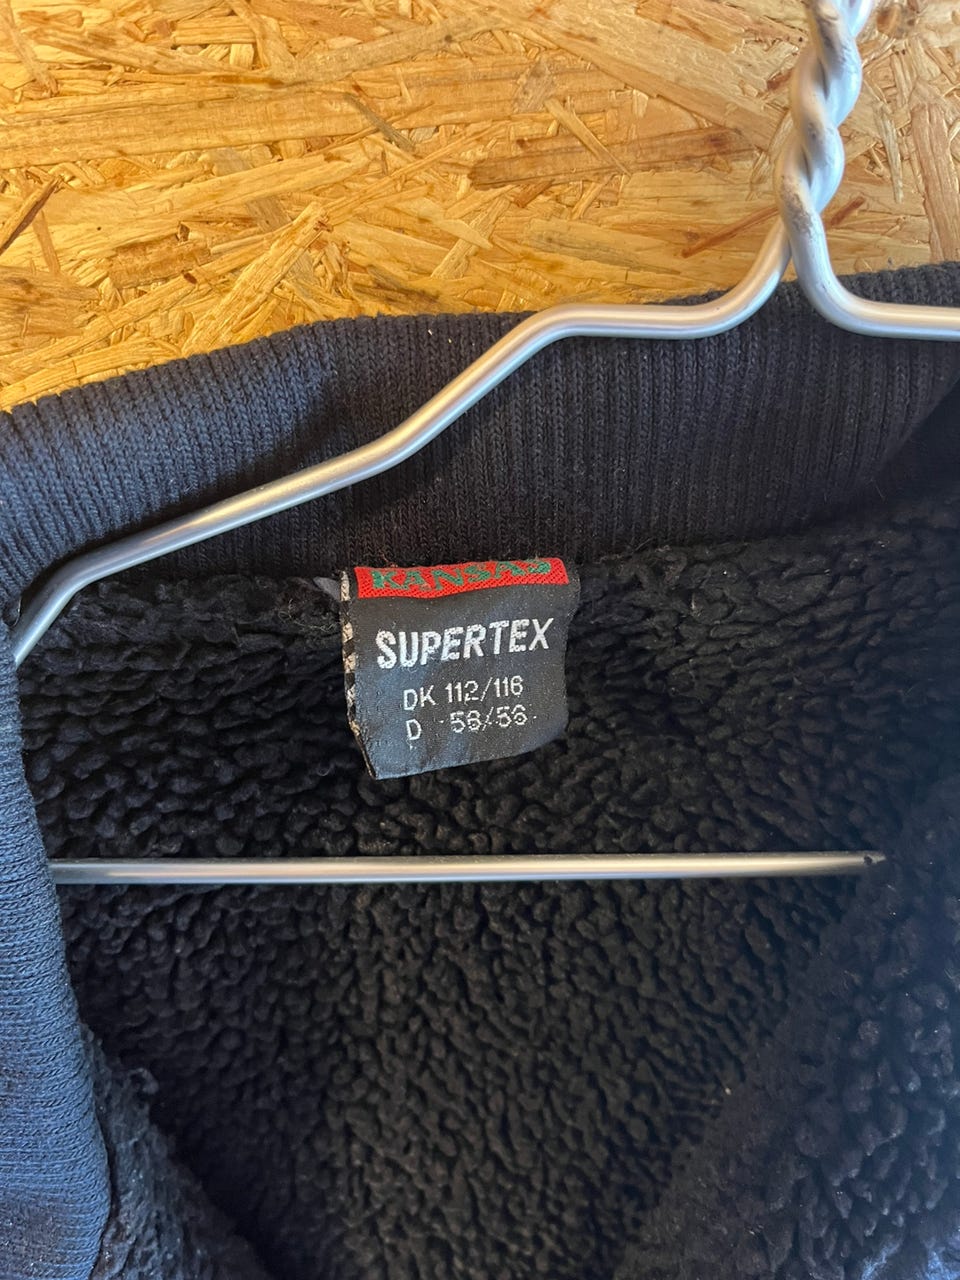 KANSAS
SUPERTEX
DK 112/116
D 56/56